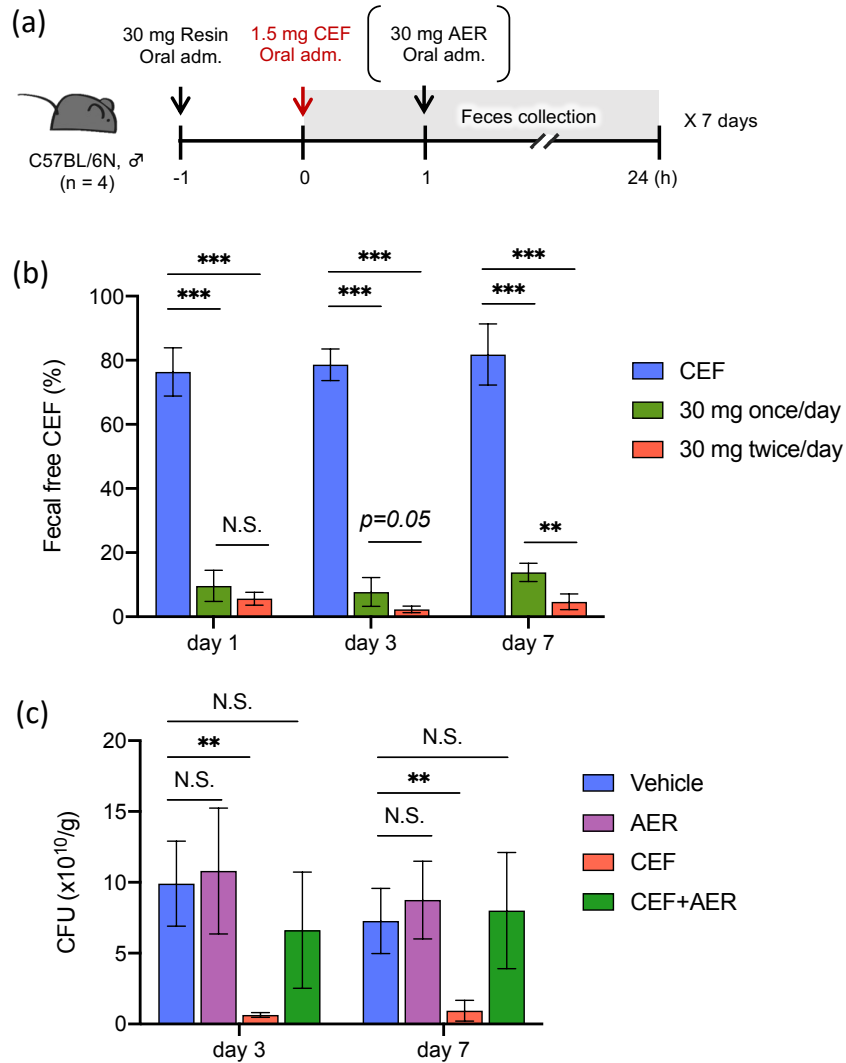 (a)
30 mg Resin
Oral adm.
1.5 mg CEF
Oral adm.
30 mg AER
Oral adm.
Feces collection
X 7 days
C57BL/6N, ♂
(n = 4)
-1
0
1
24 (h)
(b)
Fecal free CEF (%)
100
80
60
40
20
0
***
***
N.S.
***
***
p=0.05
***
***
**
day 1
day 3
day 7
CEF
30 mg once/day
30 mg twice/day
(c)
CFU (x10¹⁰/g)
20
15
10
5
0
N.S.
**
N.S.
N.S.
**
N.S.
day 3
day 7
Vehicle
AER
CEF
CEF+AER